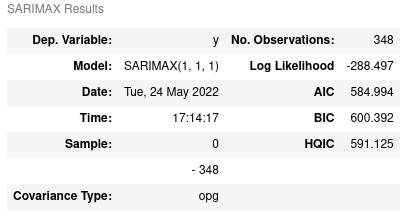 SARIMAX Results
Dep. Variable: y No. Observations: 348
Model: SARIMAX(1, 1, 1) Log Likelihood -288.497
Date: Tue, 24 May 2022 AIC 584.994
Time: 17:14:17 BIC 600.392
Sample: 0 HQIC 591.125
- 348
Covariance Type: opg